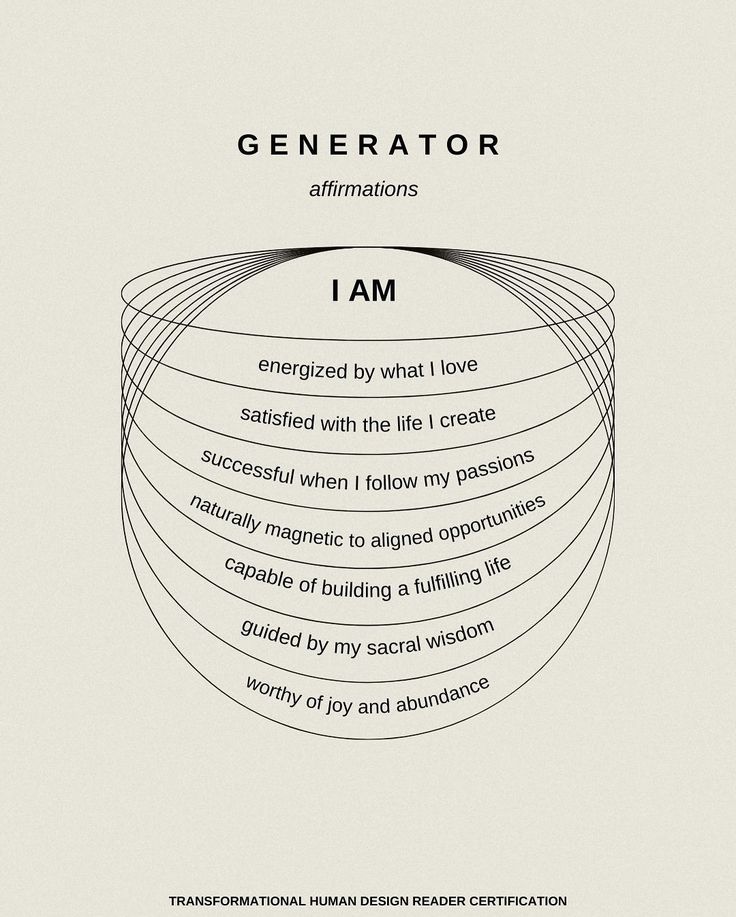 GENERATOR
affirmations
I AM
energized by what I love
satisfied with the life I create
successful when I follow my passions
naturally magnetic to aligned opportunities
capable of building a fulfilling life
guided by my sacral wisdom
worthy of joy and abundance
TRANSFORMATIONAL HUMAN DESIGN READER CERTIFICATION